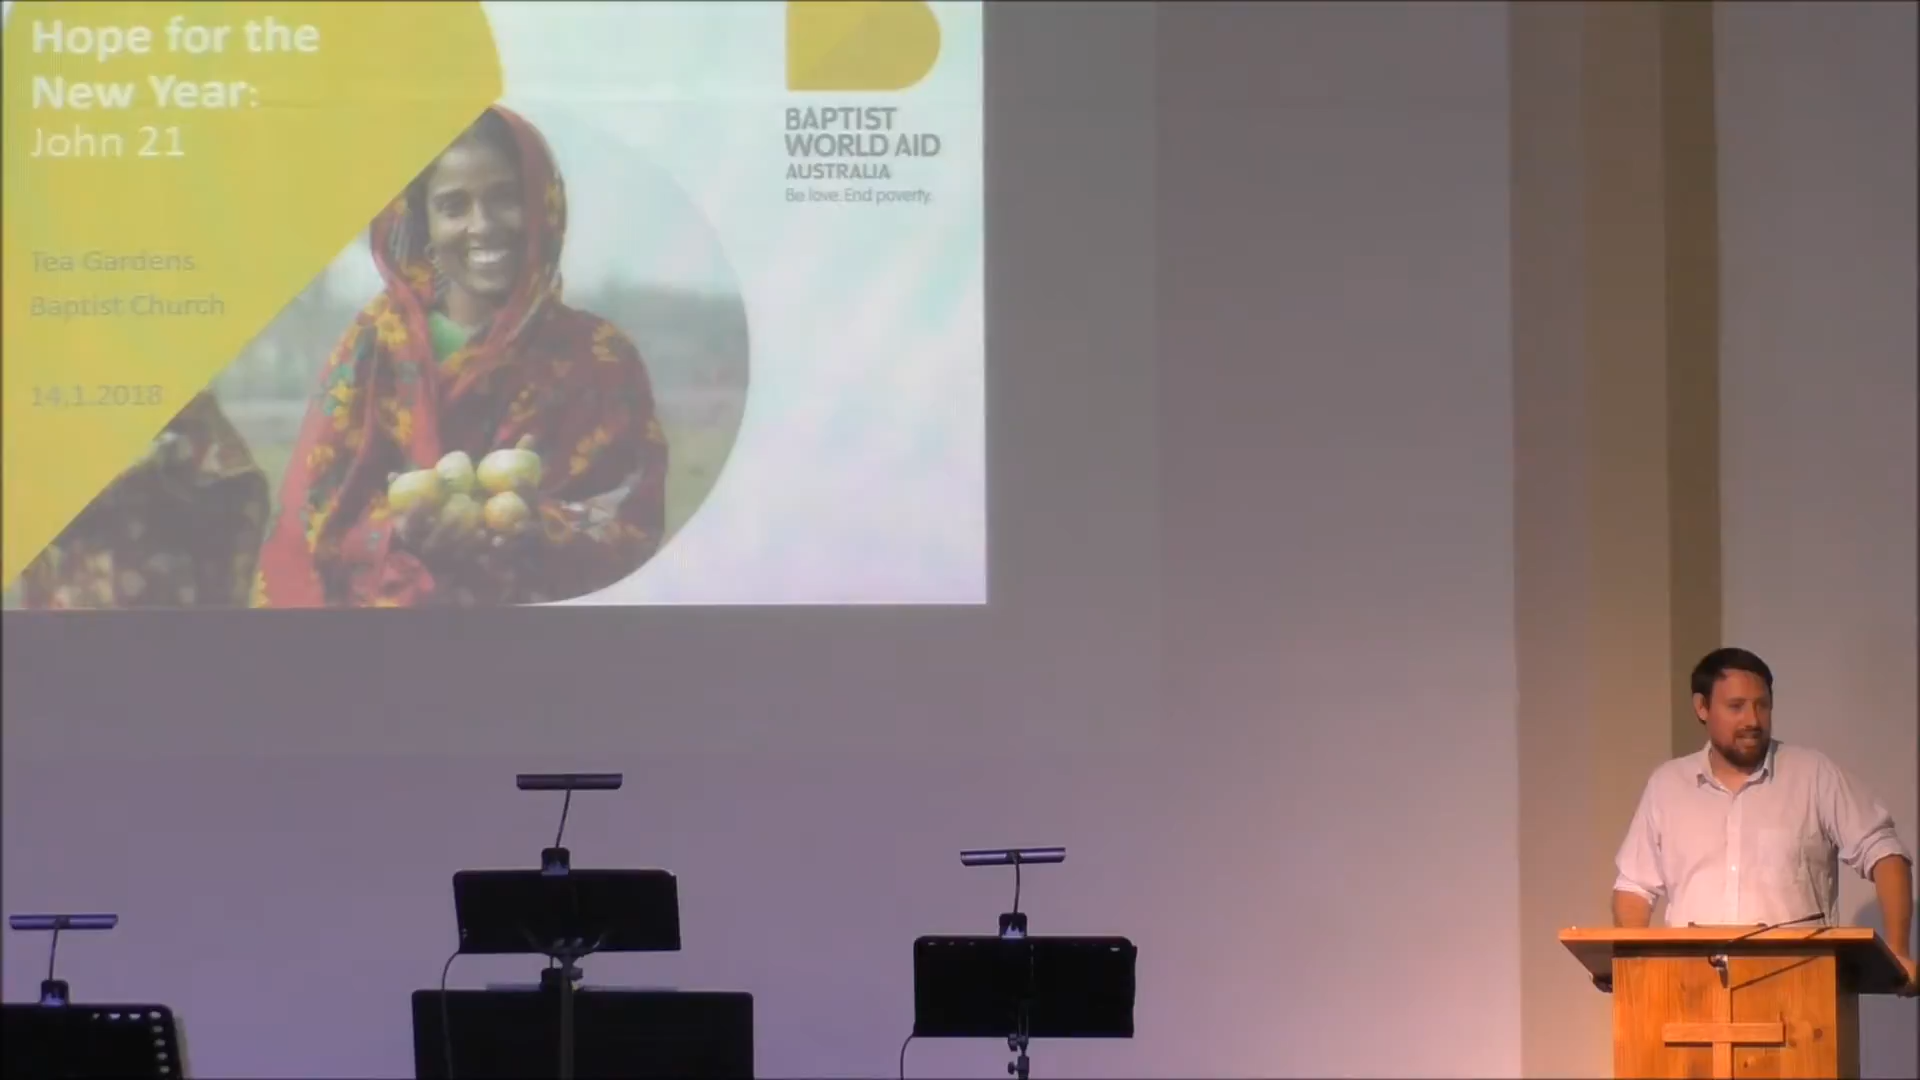 Hope for the
New Year:
John 21
Tea Gardens
Baptist Church
14.1.2018
BAPTIST
WORLD AID
AUSTRALIA
Be love. End poverty.